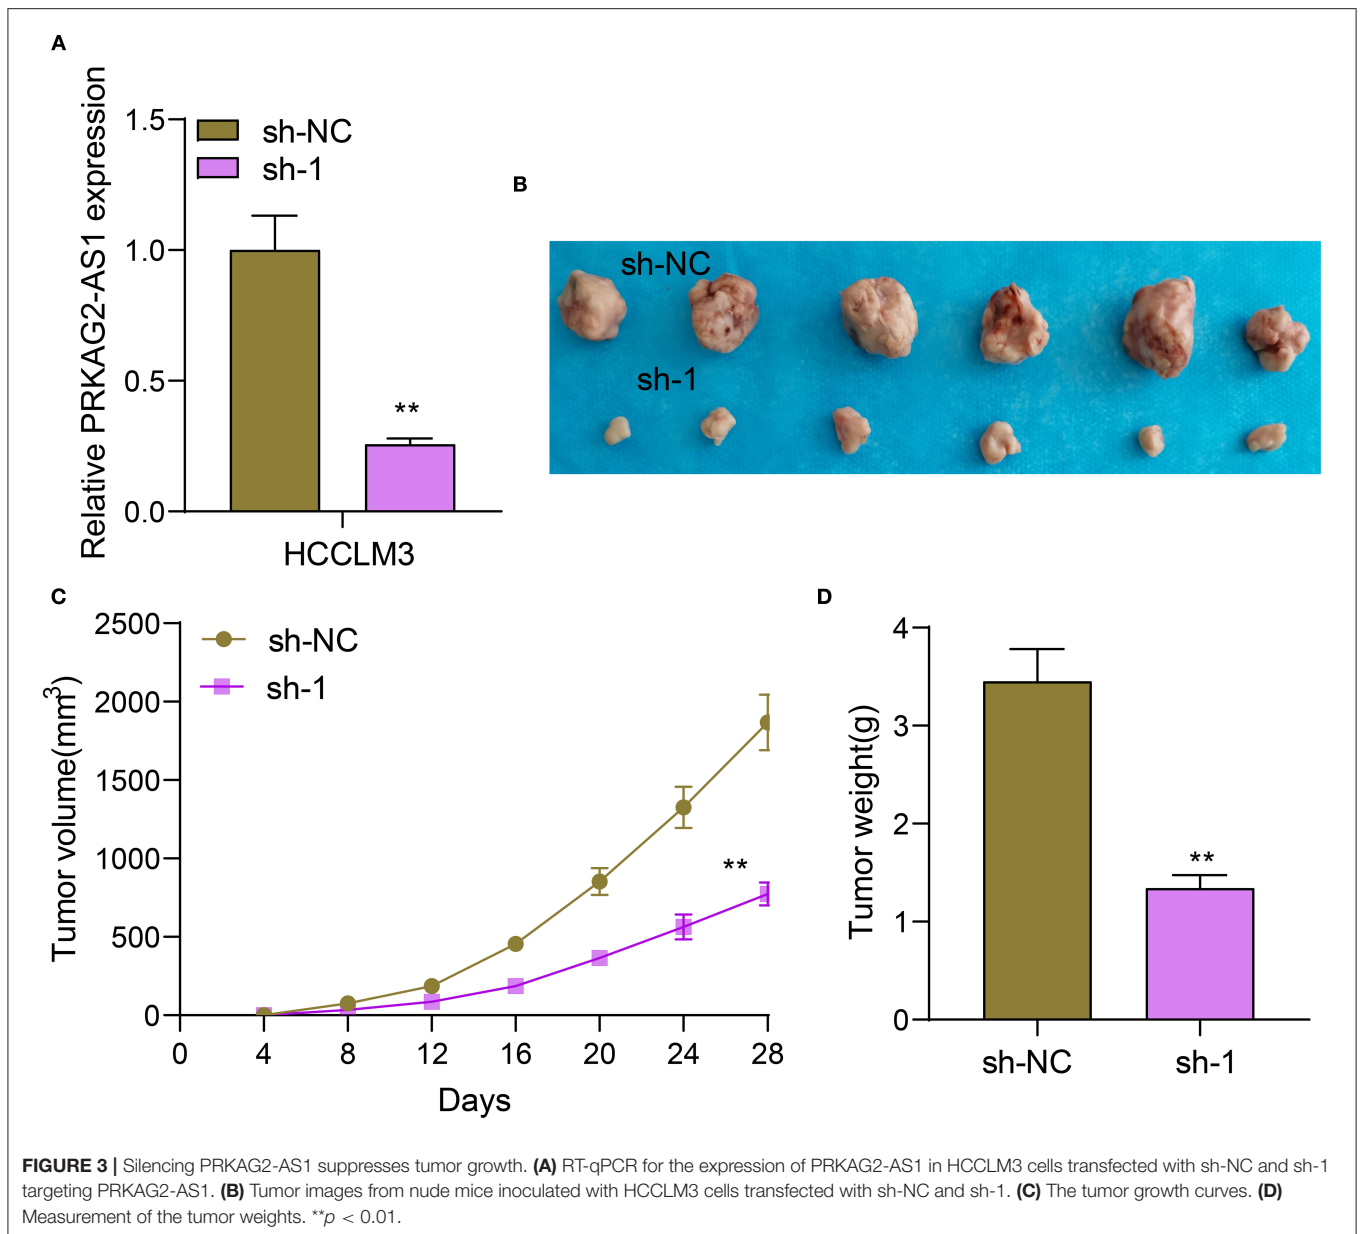 A
Relative PRKAG2-AS1 expression
1.5
1.0
0.5
0.0
sh-NC
sh-1
**
HCCLM3
B
sh-NC
sh-1
C
Tumor volume(mm³)
2500
2000
1500
1000
500
0
sh-NC
sh-1
**
0 4 8 12 16 20 24 28
Days
D
Tumor weight(g)
4
3
2
1
0
**
sh-NC sh-1
FIGURE 3 | Silencing PRKAG2-AS1 suppresses tumor growth. (A) RT-qPCR for the expression of PRKAG2-AS1 in HCCLM3 cells transfected with sh-NC and sh-1
targeting PRKAG2-AS1. (B) Tumor images from nude mice inoculated with HCCLM3 cells transfected with sh-NC and sh-1. (C) The tumor growth curves. (D)
Measurement of the tumor weights. **p < 0.01.